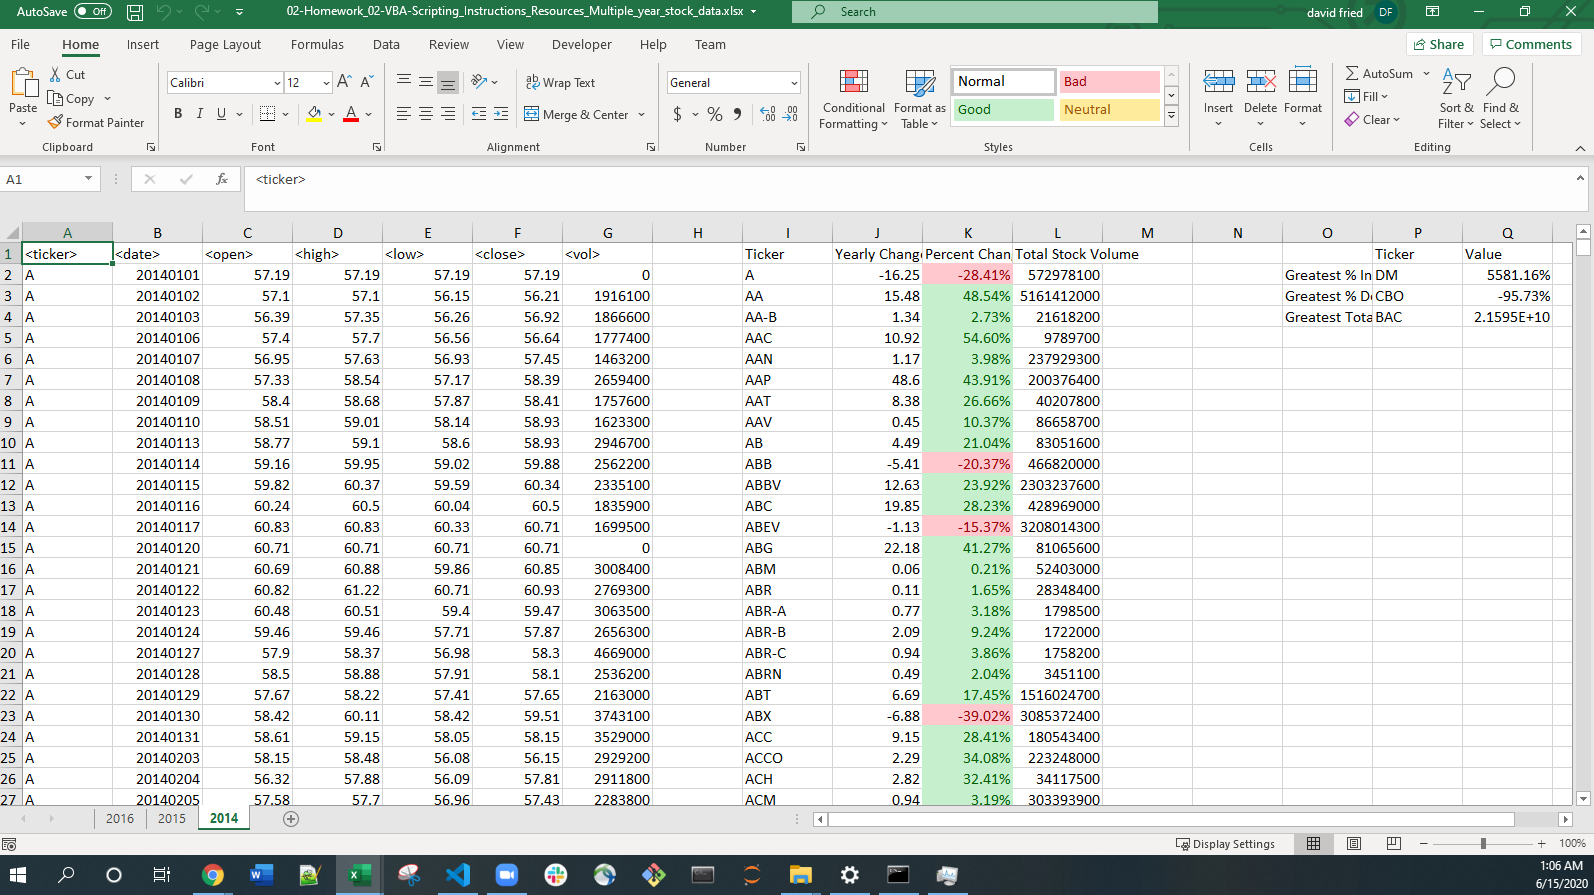 AutoSave Off 02-Homework_02-VBA-Scripting_Instructions_Resources_Multiple_year_stock_data.xlsx Search david fried DF
File Home Insert Page Layout Formulas Data Review View Developer Help Team Share Comments
Paste Cut Copy Format Painter
Clipboard
Calibri 12
B I U
Font
Wrap Text
Merge & Center
Alignment
General
$ % 9
Number
Conditional Formatting Format as Table
Normal Bad
Good Neutral
Styles
Insert Delete Format
Cells
AutoSum
Fill
Clear
Sort & Filter Find & Select
Editing
A1 fx <ticker>
A B C D E F G H I J K L M N O P Q
1 <ticker> <date> <open> <high> <low> <close> <vol> Ticker Yearly Change Percent Chan Total Stock Volume Ticker Value
2 A 20140101 57.19 57.19 57.19 57.19 0 A -16.25 -28.41% 572978100 Greatest % In DM 5581.16%
3 A 20140102 57.1 57.1 56.15 56.21 1916100 AA 15.48 48.54% 5161412000 Greatest % De CBO -95.73%
4 A 20140103 56.39 57.35 56.26 56.92 1866600 AA-B 1.34 2.73% 21618200 Greatest Tota BAC 2.1595E+10
5 A 20140106 57.4 57.7 56.56 56.64 1777400 AAC 10.92 54.60% 9789700
6 A 20140107 56.95 57.63 56.93 57.45 1463200 AAN 1.17 3.98% 237929300
7 A 20140108 57.33 58.54 57.17 58.39 2659400 AAP 48.6 43.91% 200376400
8 A 20140109 58.4 58.68 57.87 58.41 1757600 AAT 8.38 26.66% 40207800
9 A 20140110 58.51 59.01 58.14 58.93 1623300 AAV 0.45 10.37% 86658700
10 A 20140113 58.77 59.1 58.6 58.93 2946700 AB 4.49 21.04% 83051600
11 A 20140114 59.16 59.95 59.02 59.88 2562200 ABB -5.41 -20.37% 466820000
12 A 20140115 59.82 60.37 59.59 60.34 2335100 ABBV 12.63 23.92% 2303237600
13 A 20140116 60.24 60.5 60.04 60.5 1835900 ABC 19.85 28.23% 428969000
14 A 20140117 60.83 60.83 60.33 60.71 1699500 ABEV -1.13 -15.37% 3208014300
15 A 20140120 60.71 60.71 60.71 60.71 0 ABG 22.18 41.27% 81065600
16 A 20140121 60.69 60.88 59.86 60.85 3008400 ABM 0.06 0.21% 52403000
17 A 20140122 60.82 61.22 60.71 60.93 2769300 ABR 0.11 1.65% 28348400
18 A 20140123 60.48 60.51 59.4 59.47 3063500 ABR-A 0.77 3.18% 1798500
19 A 20140124 59.46 59.46 57.71 57.87 2656300 ABR-B 2.09 9.24% 1722000
20 A 20140127 57.9 58.37 56.98 58.3 4669000 ABR-C 0.94 3.86% 1758200
21 A 20140128 58.5 58.88 57.91 58.1 2536200 ABRN 0.49 2.04% 3451100
22 A 20140129 57.67 58.22 57.41 57.65 2163000 ABT 6.69 17.45% 1516024700
23 A 20140130 58.42 60.11 58.42 59.51 3743100 ABX -6.88 -39.02% 3085372400
24 A 20140131 58.61 59.15 58.05 58.15 3529000 ACC 9.15 28.41% 180543400
25 A 20140203 58.15 58.48 56.08 56.15 2929200 ACCO 2.29 34.08% 223248000
26 A 20140204 56.32 57.88 56.09 57.81 2911800 ACH 2.82 32.41% 34117500
27 A 20140205 57.58 57.7 56.96 57.43 2283800 ACM 0.94 3.19% 303393900
2016 2015 2014
Display Settings 100%
1:06 AM
6/15/2020